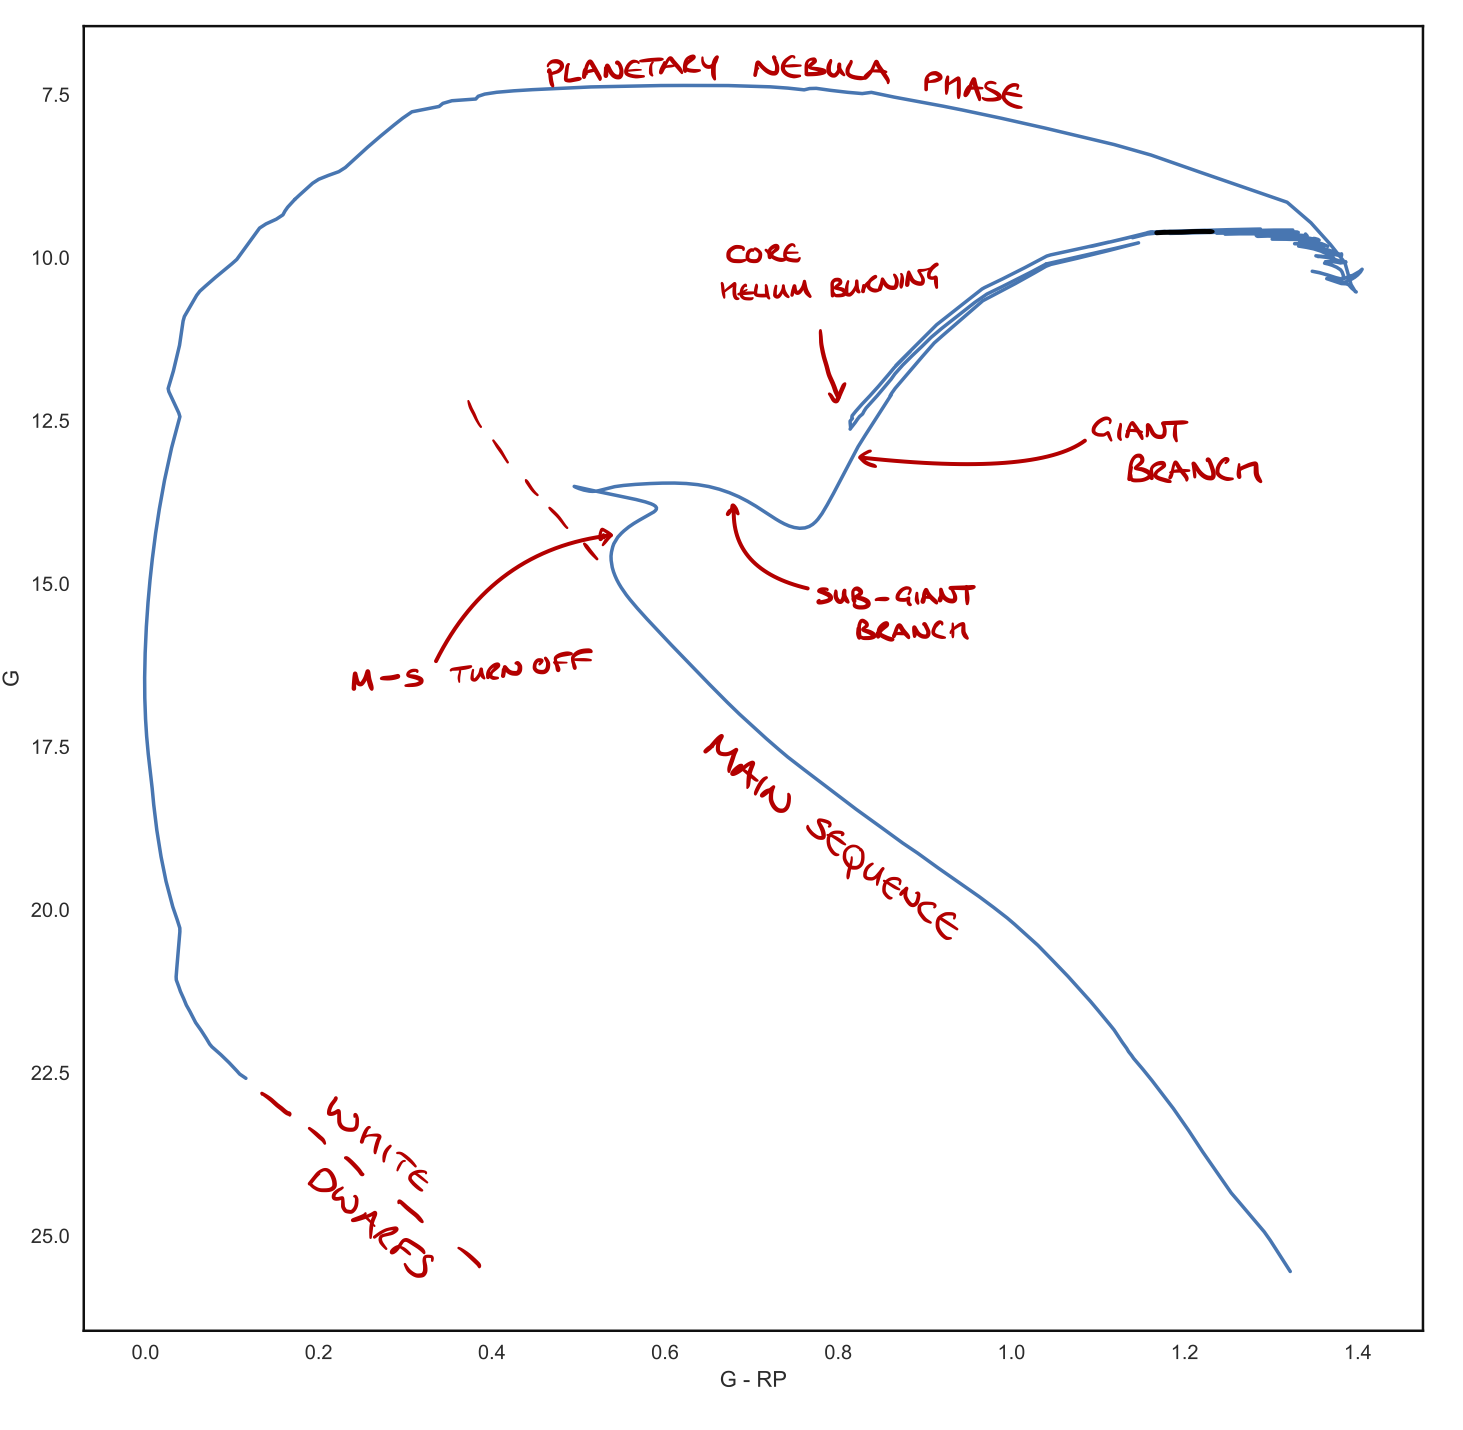 PLANETARY NEBULA PHASE
7.5
10.0
12.5
15.0
17.5
20.0
22.5
25.0
G
CORE
HELIUM BURNING
GIANT
BRANCH
SUB-GIANT
BRANCH
M-S TURN OFF
MAIN SEQUENCE
WHITE
DWARFS
0.0 0.2 0.4 0.6 0.8 1.0 1.2 1.4
G - RP